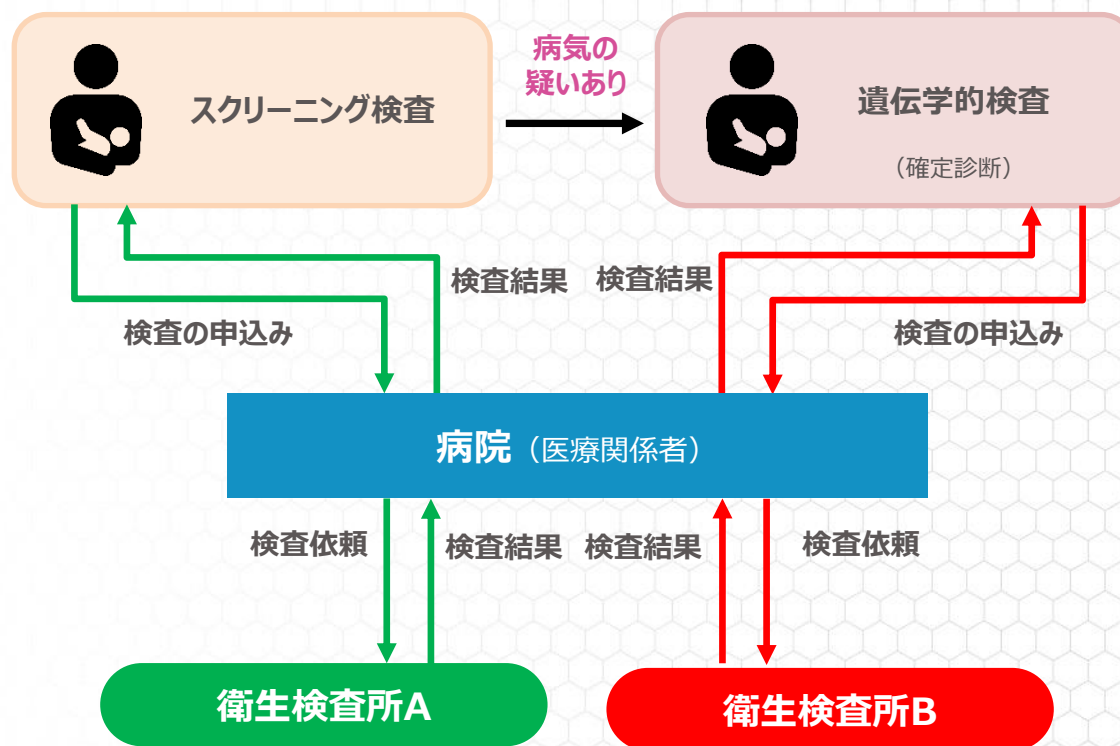 病気の
疑いあり
スクリーニング検査
遺伝学的検査
（確定診断）
検査結果
検査結果
検査の申込み
検査の申込み
病院（医療関係者）
検査依頼
検査結果
検査結果
検査依頼
衛生検査所A
衛生検査所B